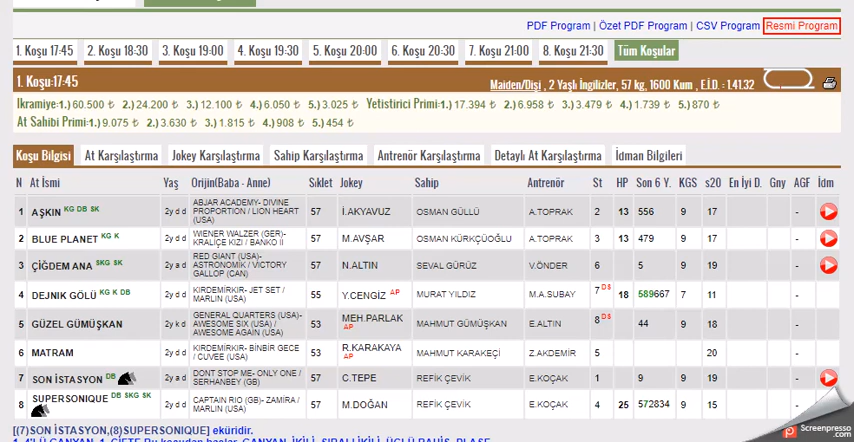 PDF Program | Özet PDF Program | CSV Program Resmi Program
1. Koşu 17:45 2. Koşu 18:30 3. Koşu 19:00 4. Koşu 19:30 5. Koşu 20:00 6. Koşu 20:30 7. Koşu 21:00 8. Koşu 21:30 Tüm Koşular
1. Koşu:17:45 Maiden/Dişi , 2 Yaşlı İngilizler, 57 kg, 1600 Kum , E.İ.D. : 1.41.32
İkramiye:1.) 60.500 ₺ 2.) 24.200 ₺ 3.) 12.100 ₺ 4.) 6.050 ₺ 5.) 3.025 ₺ Yetistirici Primi:1.) 17.394 ₺ 2.) 6.958 ₺ 3.) 3.479 ₺ 4.) 1.739 ₺ 5.) 870 ₺
At Sahibi Primi:1.) 9.075 ₺ 2.) 3.630 ₺ 3.) 1.815 ₺ 4.) 908 ₺ 5.) 454 ₺
Koşu Bilgisi At Karşılaştırma Jokey Karşılaştırma Sahip Karşılaştırma Antrenör Karşılaştırma Detaylı At Karşılaştırma İdman Bilgileri
N At İsmi Yaş Orijin(Baba - Anne) Sıklet Jokey Sahip Antrenör St HP Son 6 Y. KGS s20 En İyi D. Gny AGF İdm
1 AŞKIN KG DB SK 2y d d ABJAR ACADEMY- DIVINE PROPORTION / LION HEART (USA) 57 İ.AKYAVUZ OSMAN GÜLLÜ A.TOPRAK 2 13 556 9 17 -
2 BLUE PLANET KG K 2y d d WIENER WALZER (GER)- KRALİÇE KIZI / BANKO II 57 M.AVŞAR OSMAN KÜRKÇÜOĞLU A.TOPRAK 3 13 479 9 17 -
3 ÇİĞDEM ANA SKG SK 2y a d RED GIANT (USA)- ASTRONOMİK / VICTORY GALLOP (CAN) 57 N.ALTIN SEVAL GÜRÜZ V.ÖNDER 6 5 9 19 -
4 DEJNIK GÖLÜ KG K DB 2y a d KIRDEMİRKIR- JET SET / MARLIN (USA) 55 Y.CENGİZ AP MURAT YILDIZ M.A.SUBAY 7 DS 18 589667 7 11 -
5 GÜZEL GÜMÜŞKAN 2y k d GENERAL QUARTERS (USA)- AWESOME SIX (USA) / AWESOME AGAIN (USA) 53 MEH.PARLAK AP MAHMUT GÜMÜŞKAN E.ALTIN 8 DS 44 9 18 -
6 MATRAM 2y d d KIRDEMİRKIR- BİNBİR GECE / CUVEE (USA) 53 R.KARAKAYA AP MAHMUT KARAKEÇİ Z.AKDEMİR 5 20 -
7 SON İSTASYON DB 2y a d DONT STOP ME- ONLY ONE / SERHANBEY (GB) 57 C.TEPE REFİK ÇEVİK E.KOÇAK 1 9 9 19 -
8 SUPERSONIQUE DB SKG SK 2y d d CAPTAIN RIO (GB)- ZAMİRA / MARLIN (USA) 57 M.DOĞAN REFİK ÇEVİK E.KOÇAK 4 25 572834 9 15 -
[(7)SON İSTASYON,(8)SUPERSONIQUE] eküridir.
Screenpresso
.com